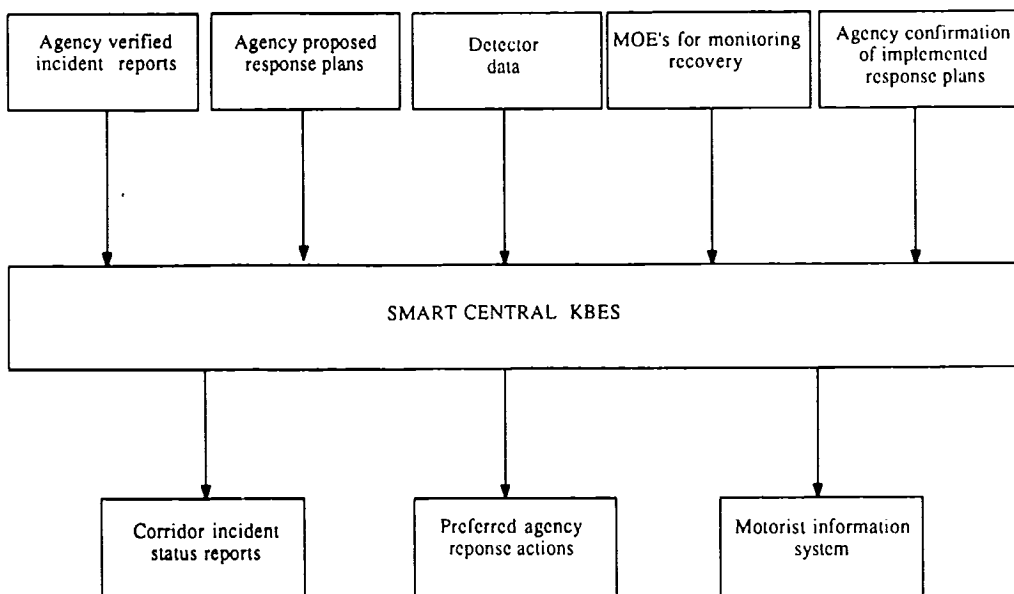 Agency verified
incident reports
Agency proposed
response plans
Detector
data
MOE's for monitoring
recovery
Agency confirmation
of implemented
response plans
SMART CENTRAL KBES
Corridor incident
status reports
Preferred agency
reponse actions
Motorist information
system